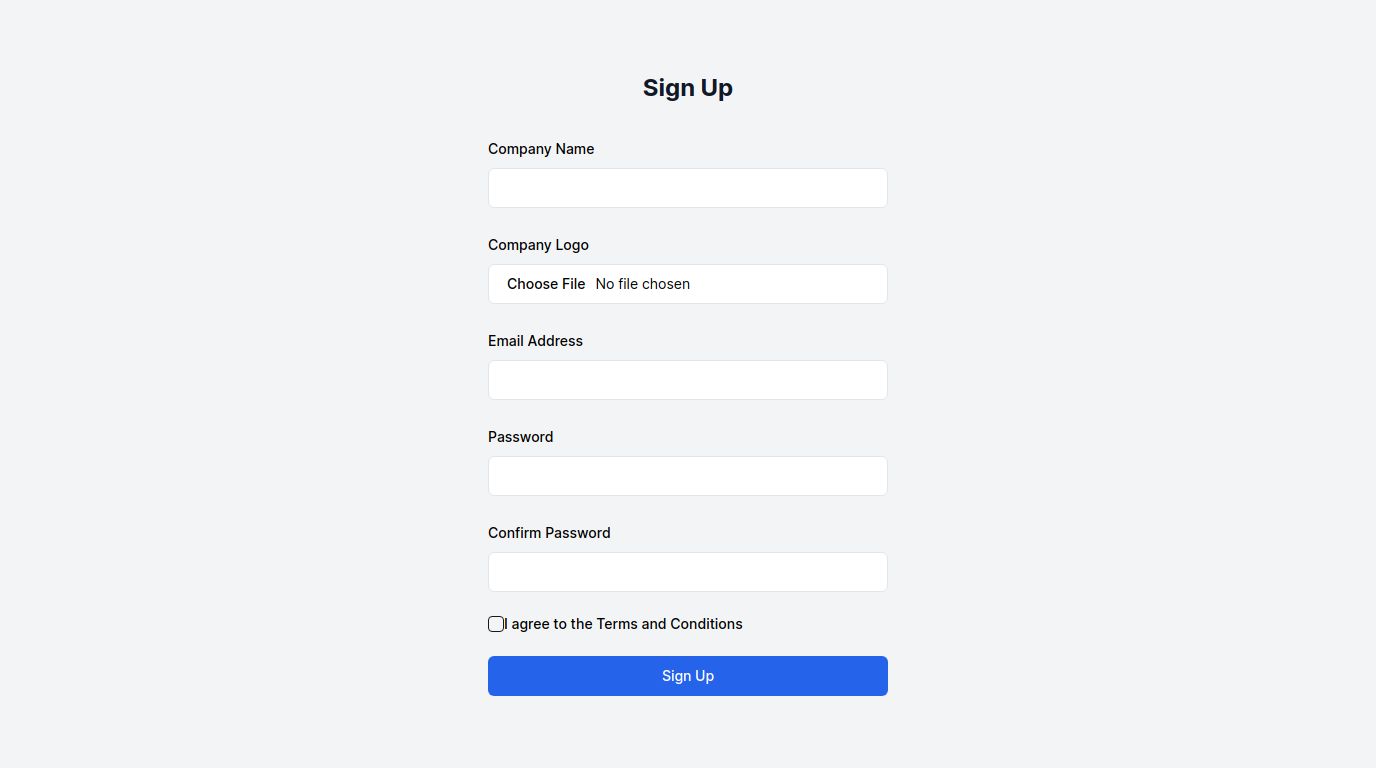 Sign Up
Company Name
Company Logo
Choose File No file chosen
Email Address
Password
Confirm Password
I agree to the Terms and Conditions
Sign Up